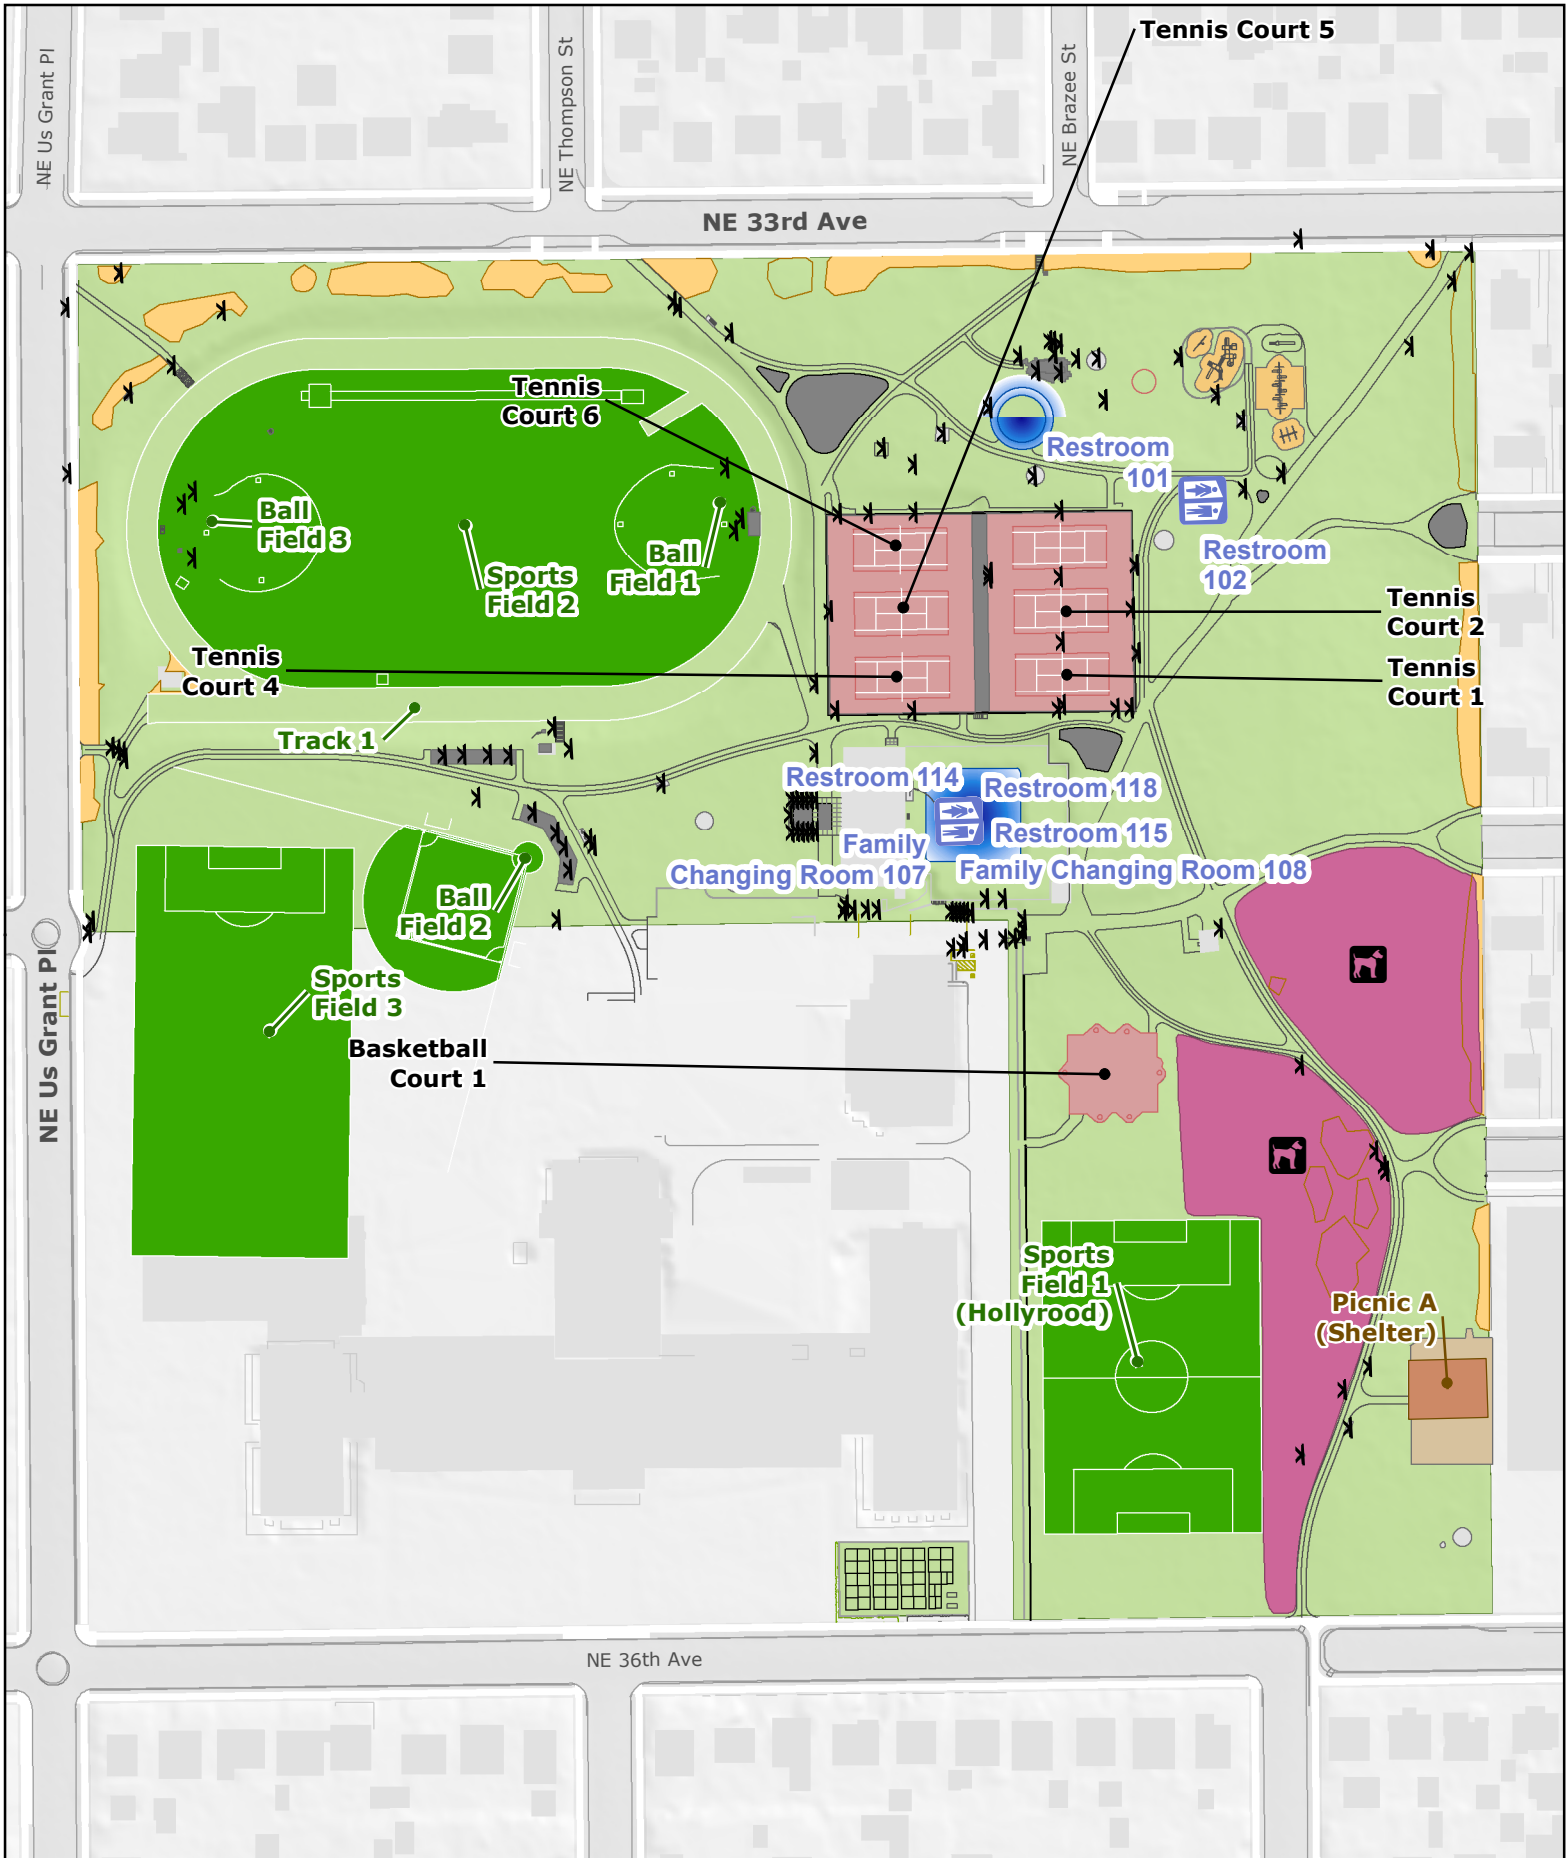 Tennis Court 5
NE Us Grant Pl
NE Thompson St
NE Brazee St
NE 33rd Ave
Tennis
Court 6
Restroom
101
Ball
Field 3
Sports
Field 2
Ball
Field 1
Restroom
102
Tennis
Court 2
Tennis
Court 4
Tennis
Court 1
Track 1
Restroom 114
Restroom 118
Restroom 115
Family
Changing Room 107
Family Changing Room 108
Ball
Field 2
NE Us Grant Pl
Sports
Field 3
Basketball
Court 1
Sports
Field 1
(Hollyrood)
Picnic A
(Shelter)
NE 36th Ave